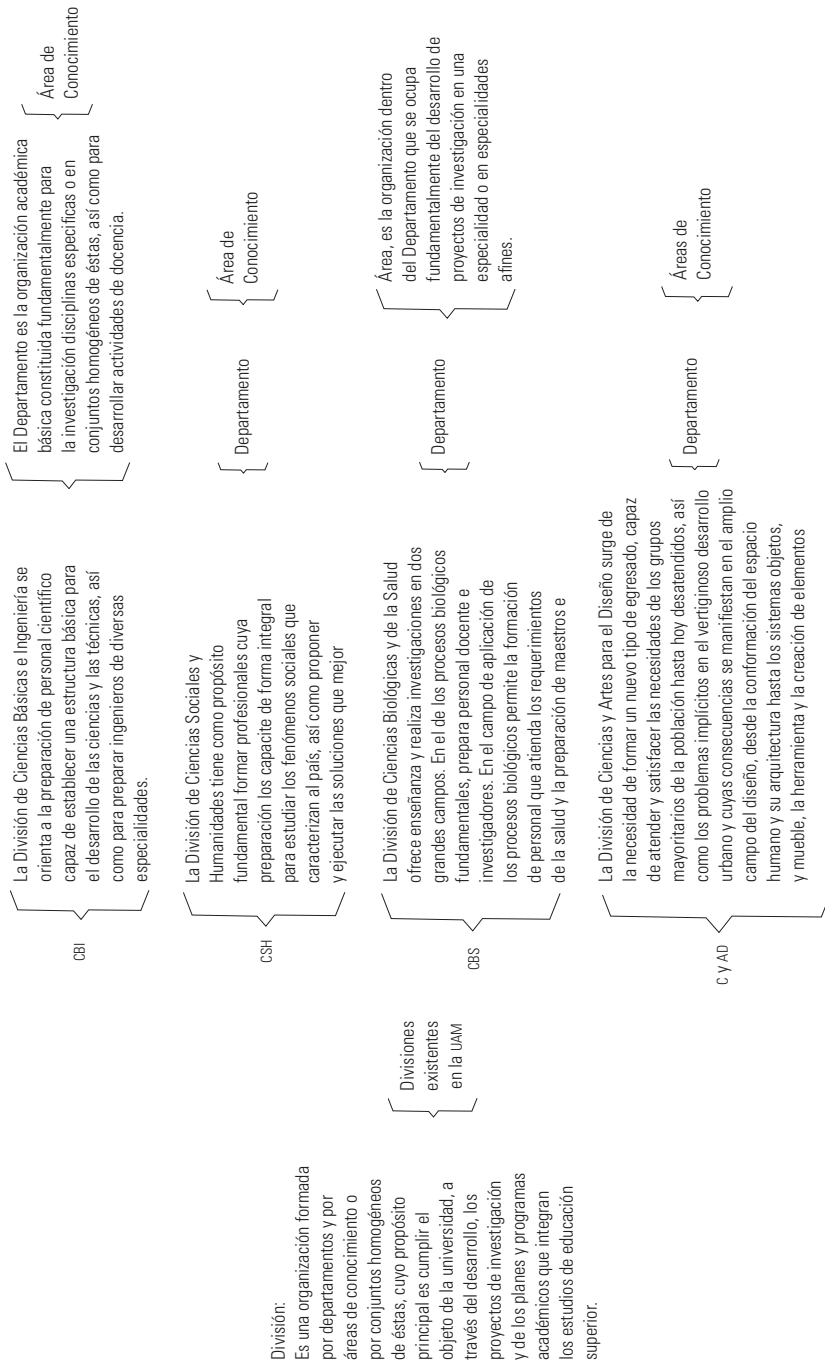 División:
Es una organización formada
por departamentos y por
áreas de conocimiento o
por conjuntos homogéneos
de éstas, cuyo propósito
principal es cumplir el
objeto de la universidad, a
través del desarrollo, los
proyectos de investigación
y de los planes y programas
académicos que integran
los estudios de educación
superior.
Divisiones
existentes
en la UAM
CBI
La División de Ciencias Básicas e Ingeniería se
orienta a la preparación de personal científico
capaz de establecer una estructura básica para
el desarrollo de las ciencias y las técnicas, así
como para preparar ingenieros de diversas
especialidades.
El Departamento es la organización académica
básica constituida fundamentalmente para
la investigación disciplinas especificas o en
conjuntos homogéneos de éstas, así como para
desarrollar actividades de docencia.
Área de
Conocimiento
CSH
La División de Ciencias Sociales y
Humanidades tiene como propósito
fundamental formar profesionales cuya
preparación los capacite de forma integral
para estudiar los fenómenos sociales que
caracterizan al país, así como proponer
y ejecutar las soluciones que mejor
Departamento
Área de
Conocimiento
CBS
La División de Ciencias Biológicas y de la Salud
ofrece enseñanza y realiza investigaciones en dos
grandes campos. En el de los procesos biológicos
fundamentales, prepara personal docente e
investigadores. En el campo de aplicación de
los procesos biológicos permite la formación
de personal que atienda los requerimientos
de la salud y la preparación de maestros e
Departamento
Área, es la organización dentro
del Departamento que se ocupa
fundamentalmente del desarrollo de
proyectos de investigación en una
especialidad o en especialidades
afines.
C y AD
La División de Ciencias y Artes para el Diseño surge de
la necesidad de formar un nuevo tipo de egresado, capaz
de atender y satisfacer las necesidades de los grupos
mayoritarios de la población hasta hoy desatendidos, así
como los problemas implícitos en el vertiginoso desarrollo
urbano y cuyas consecuencias se manifiestan en el amplio
campo del diseño, desde la conformación del espacio
humano y su arquitectura hasta los sistemas objetos,
y mueble, la herramienta y la creación de elementos
Departamento
Áreas de
Conocimiento